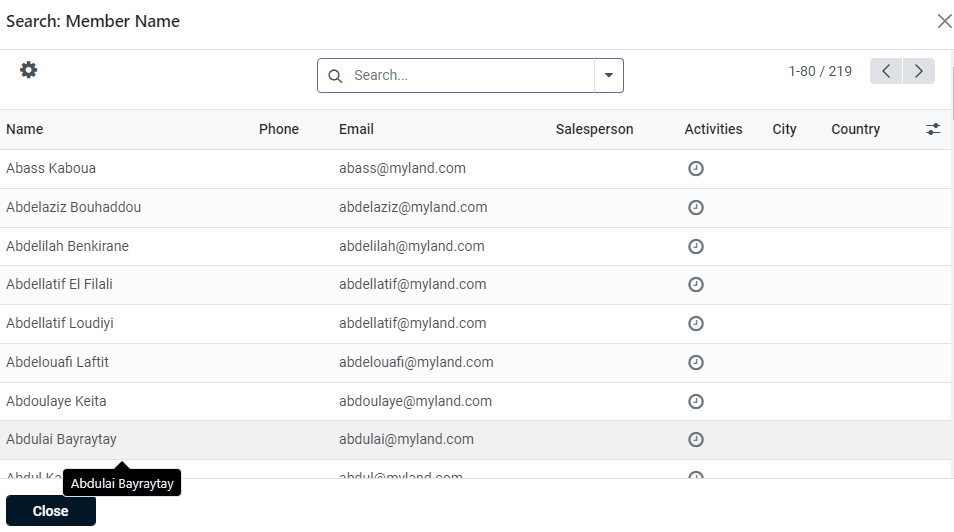 Search: Member Name
Search...
1-80 / 219
Name Phone Email Salesperson Activities City Country
Abass Kaboua abass@myland.com
Abdelaziz Bouhaddou abdelaziz@myland.com
Abdelilah Benkirane abdelilah@myland.com
Abdellatif El Filali abdellatif@myland.com
Abdellatif Loudiyi abdellatif@myland.com
Abdelouafi Laftit abdelouafi@myland.com
Abdoulaye Keita abdoulaye@myland.com
Abdulai Bayraytay abdulai@myland.com
Abdul abdul@myland.com
Abdulai Bayraytay
Close